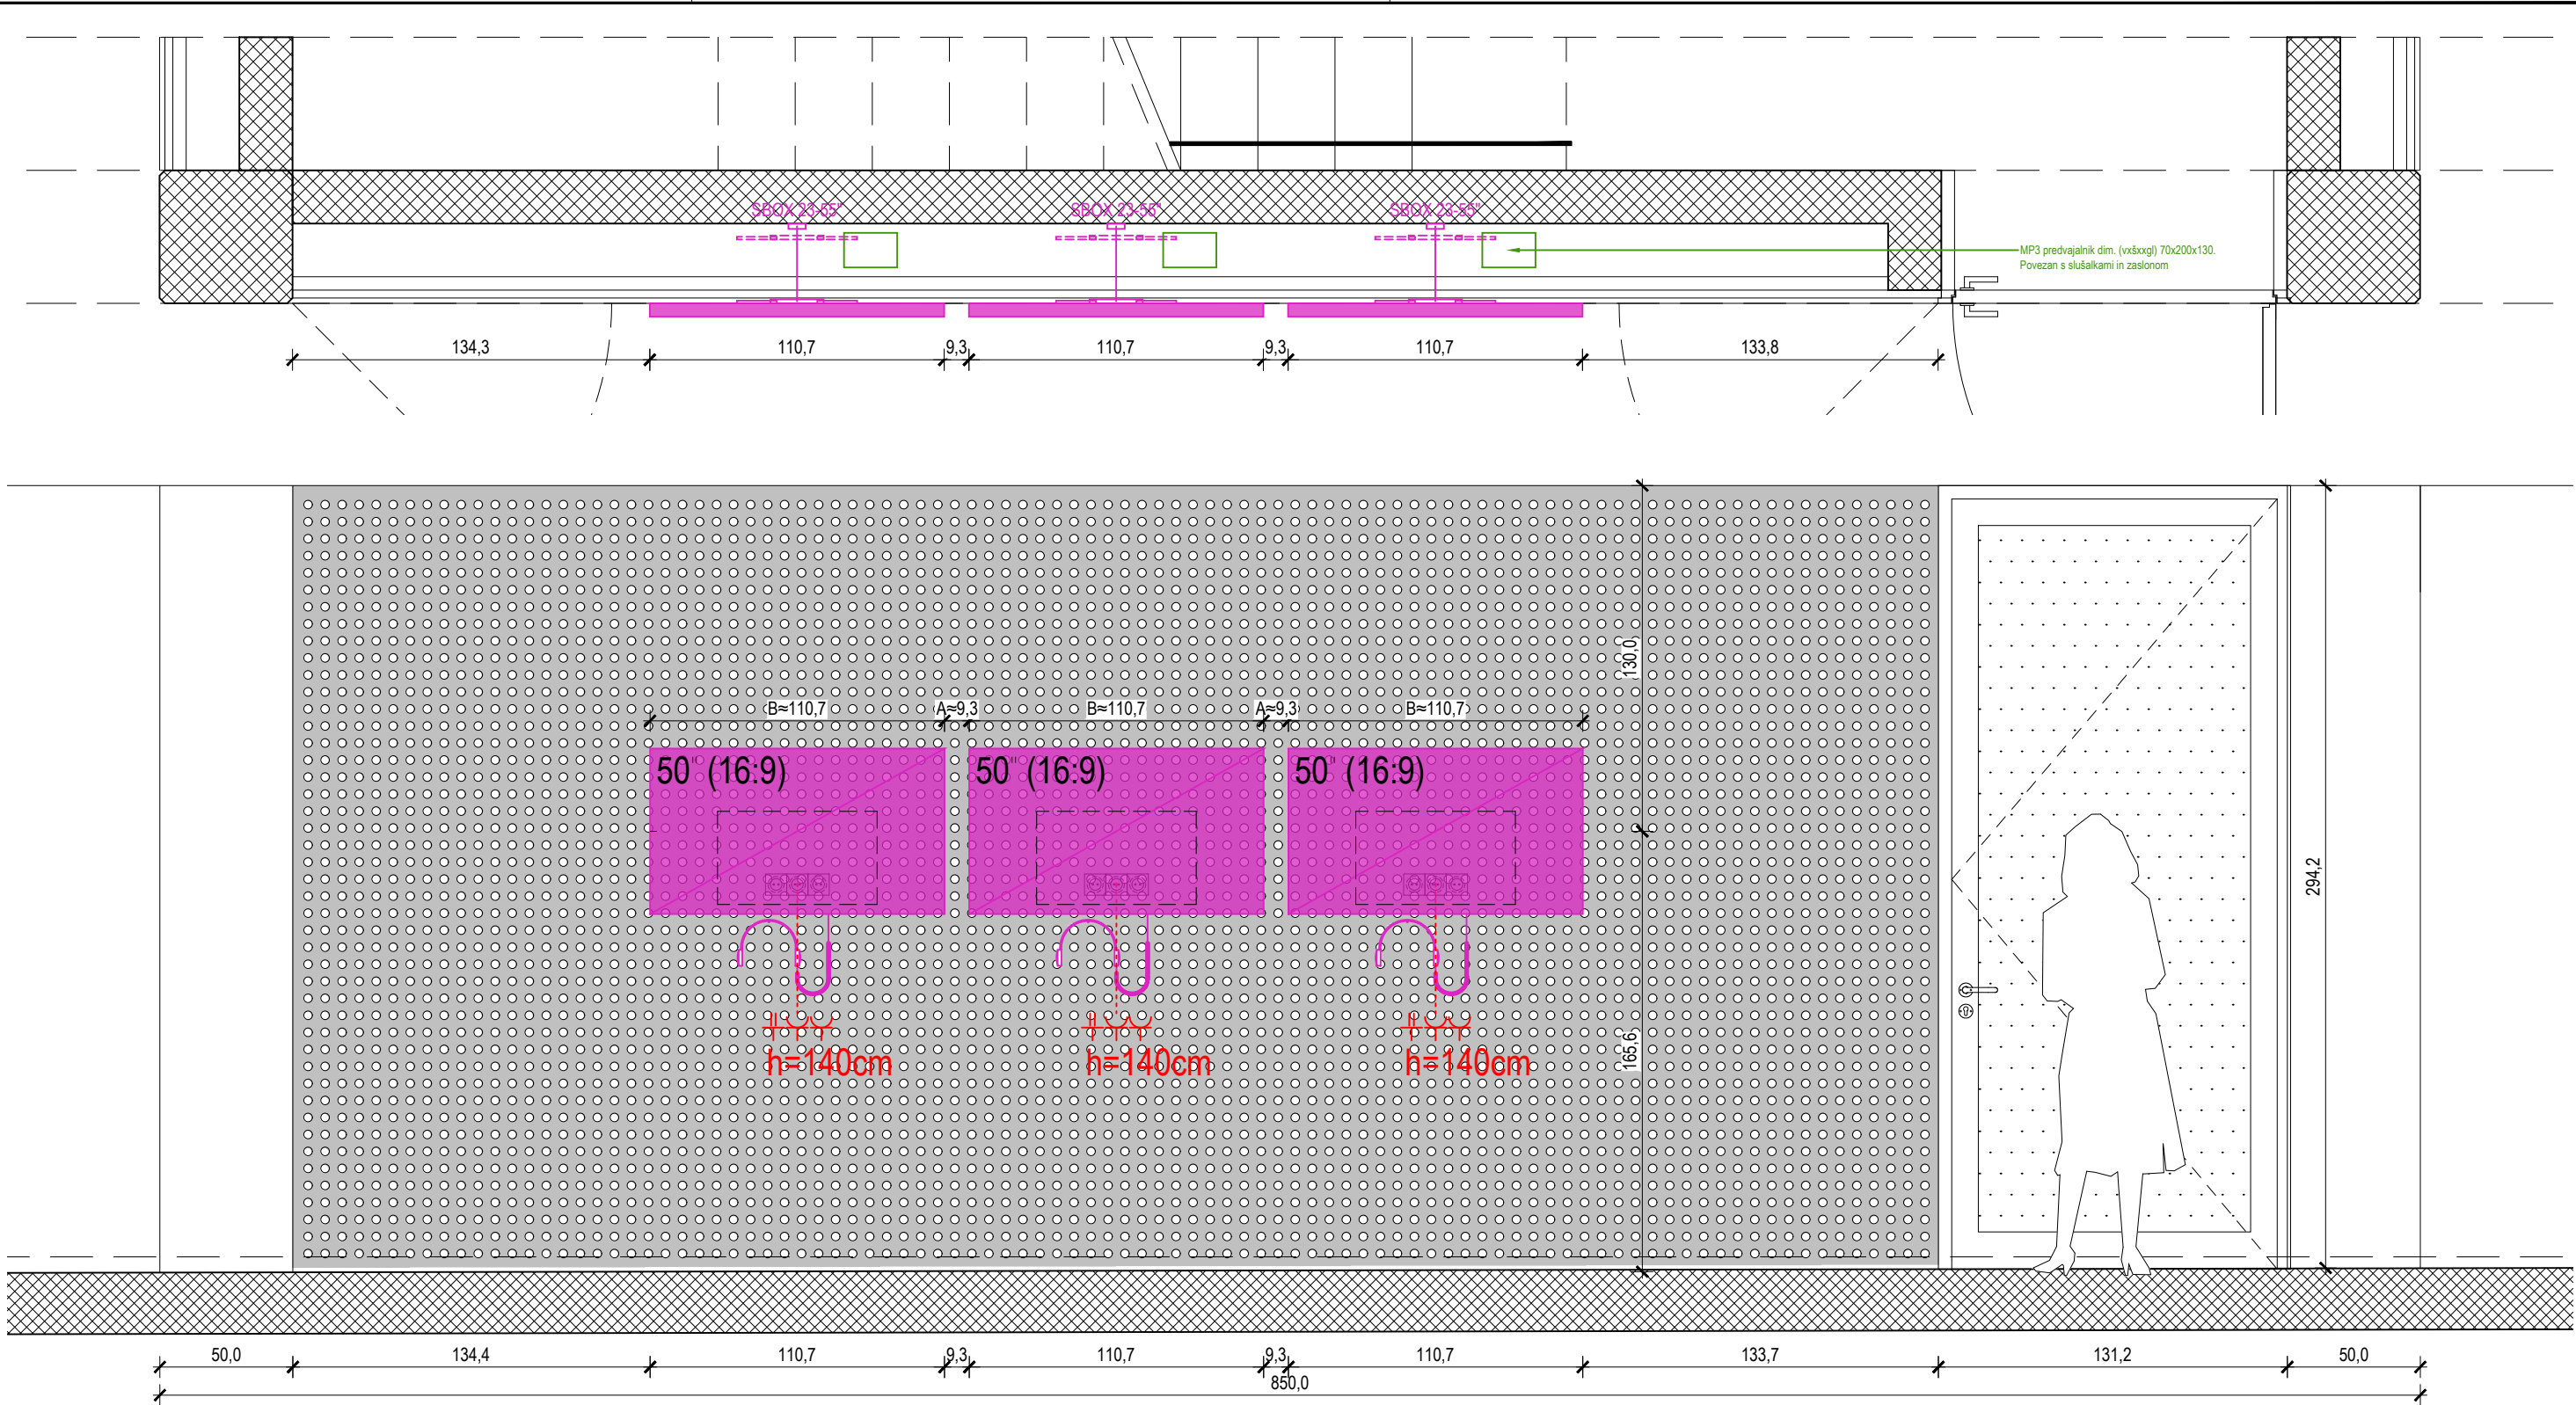 SBOX 23-55" SBOX 23-55" SBOX 23-55"
MP3 predvajalnik dim. (vxšxxgl) 70x200x130.
Povezan s slušalkami in zaslonom
134,3 110,7 9,3 110,7 9,3 110,7 133,8
130,0
B≈110,7 A≈9,3 B≈110,7 A≈9,3 B≈110,7
50" (16:9) 50" (16:9) 50" (16:9)
294,2
165,6
h=140cm h=140cm h=140cm
50,0 134,4 110,7 9,3 110,7 9,3 110,7 133,7 131,2 50,0
850,0